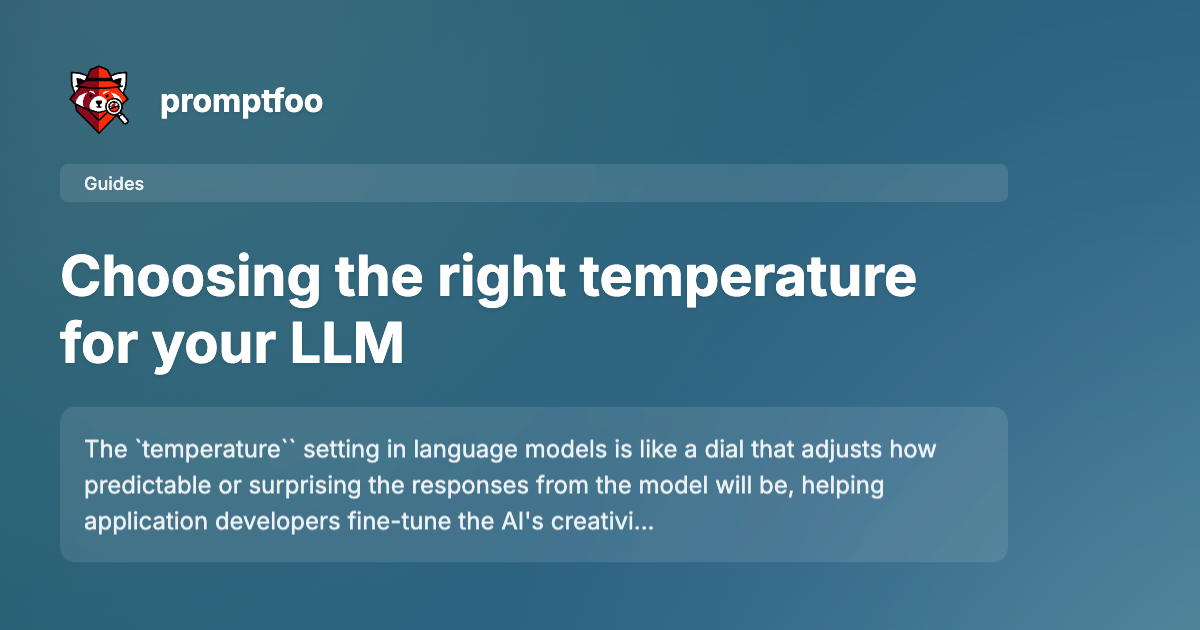 promptfoo
Guides
Choosing the right temperature
for your LLM
The `temperature`` setting in language models is like a dial that adjusts how
predictable or surprising the responses from the model will be, helping
application developers fine-tune the AI's creativi...